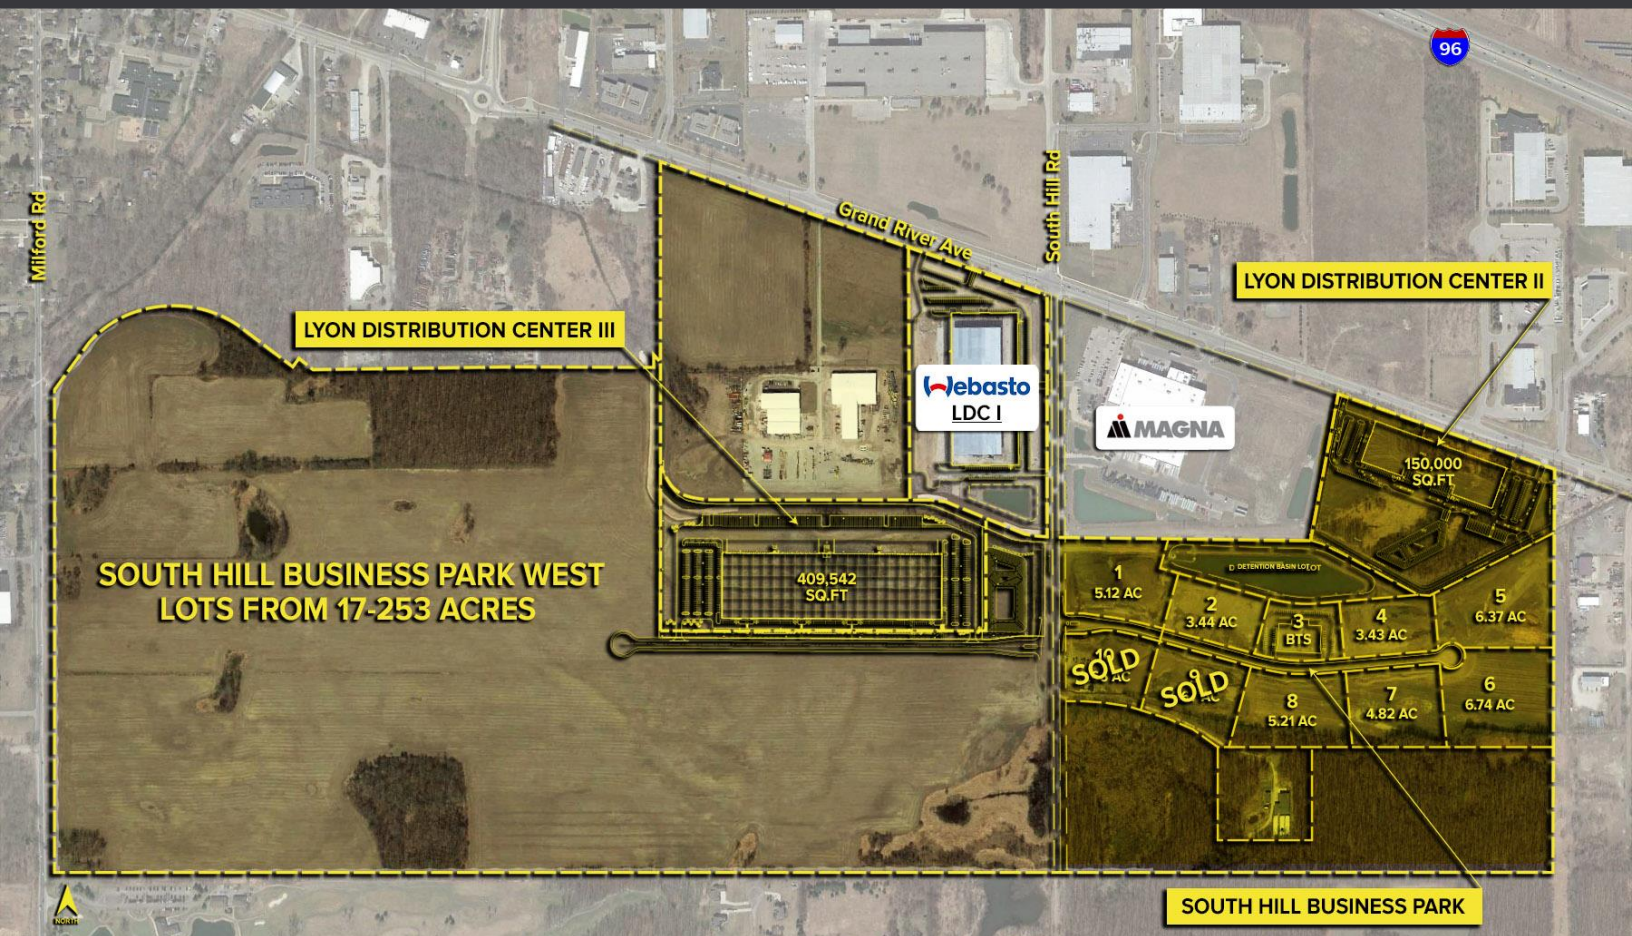 96
Milford Rd
South Hill Rd
Grand River Ave
LYON DISTRIBUTION CENTER II
LYON DISTRIBUTION CENTER III
Webasto
LDC I
MAGNA
150,000
SQ.FT
SOUTH HILL BUSINESS PARK WEST
LOTS FROM 17-253 ACRES
409,542
SQ.FT
1
5.12 AC
DETENTION BASIN LOT
2
3.44 AC
3
BTS
4
3.43 AC
5
6.37 AC
SOLD
SOLD
8
5.21 AC
7
4.82 AC
6
6.74 AC
SOUTH HILL BUSINESS PARK
NORTH